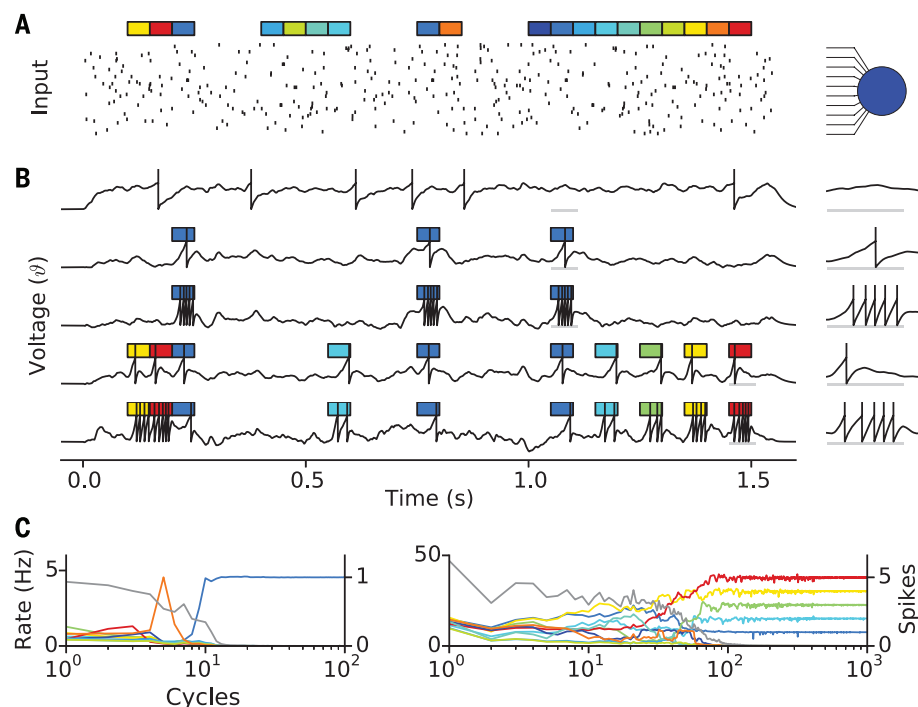 A
Input
B
Voltage (ϑ)
0.0 0.5 1.0 1.5
Time (s)
C
Rate (Hz)
5
0
1
0
10⁰ 10¹ 10²
Cycles
50
0
5
0
Spikes
10⁰ 10¹ 10² 10³